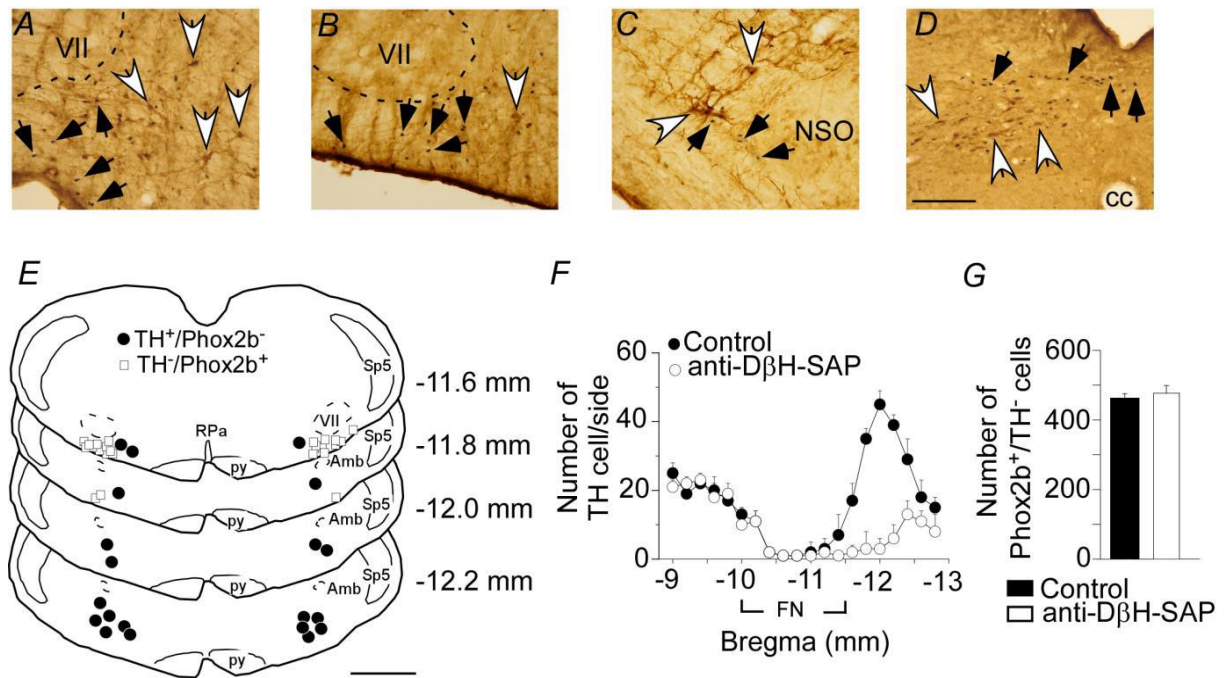 A
B
C
D
VII
VII
NSO
cc
E
TH⁺/Phox2b⁻
TH⁻/Phox2b⁺
VII
Sp5
-11.6 mm
RPa
py
Amb
Sp5
-11.8 mm
py
Amb
Sp5
-12.0 mm
py
Amb
Sp5
-12.2 mm
py
F
Control
anti-DβH-SAP
Number of
TH cell/side
60
40
20
0
-9 -10 -11 -12 -13
FN
Bregma (mm)
G
Number of
Phox2b⁺/TH⁻ cells
600
400
200
0
Control
anti-DβH-SAP